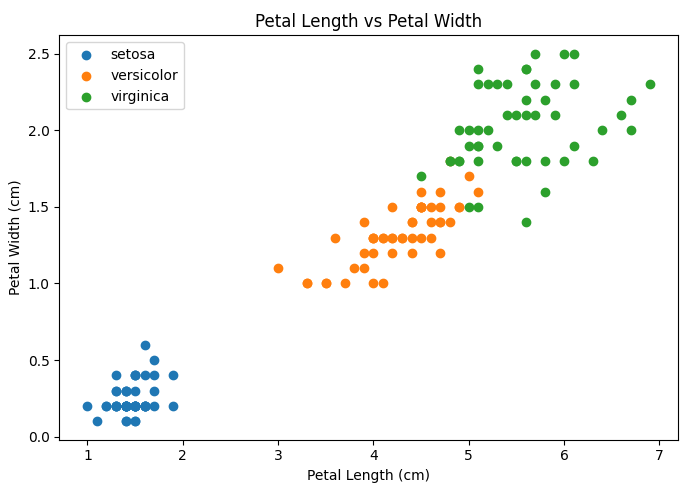 Petal Length vs Petal Width
setosa
versicolor
virginica
Petal Width (cm)
2.5
2.0
1.5
1.0
0.5
0.0
1 2 3 4 5 6 7
Petal Length (cm)